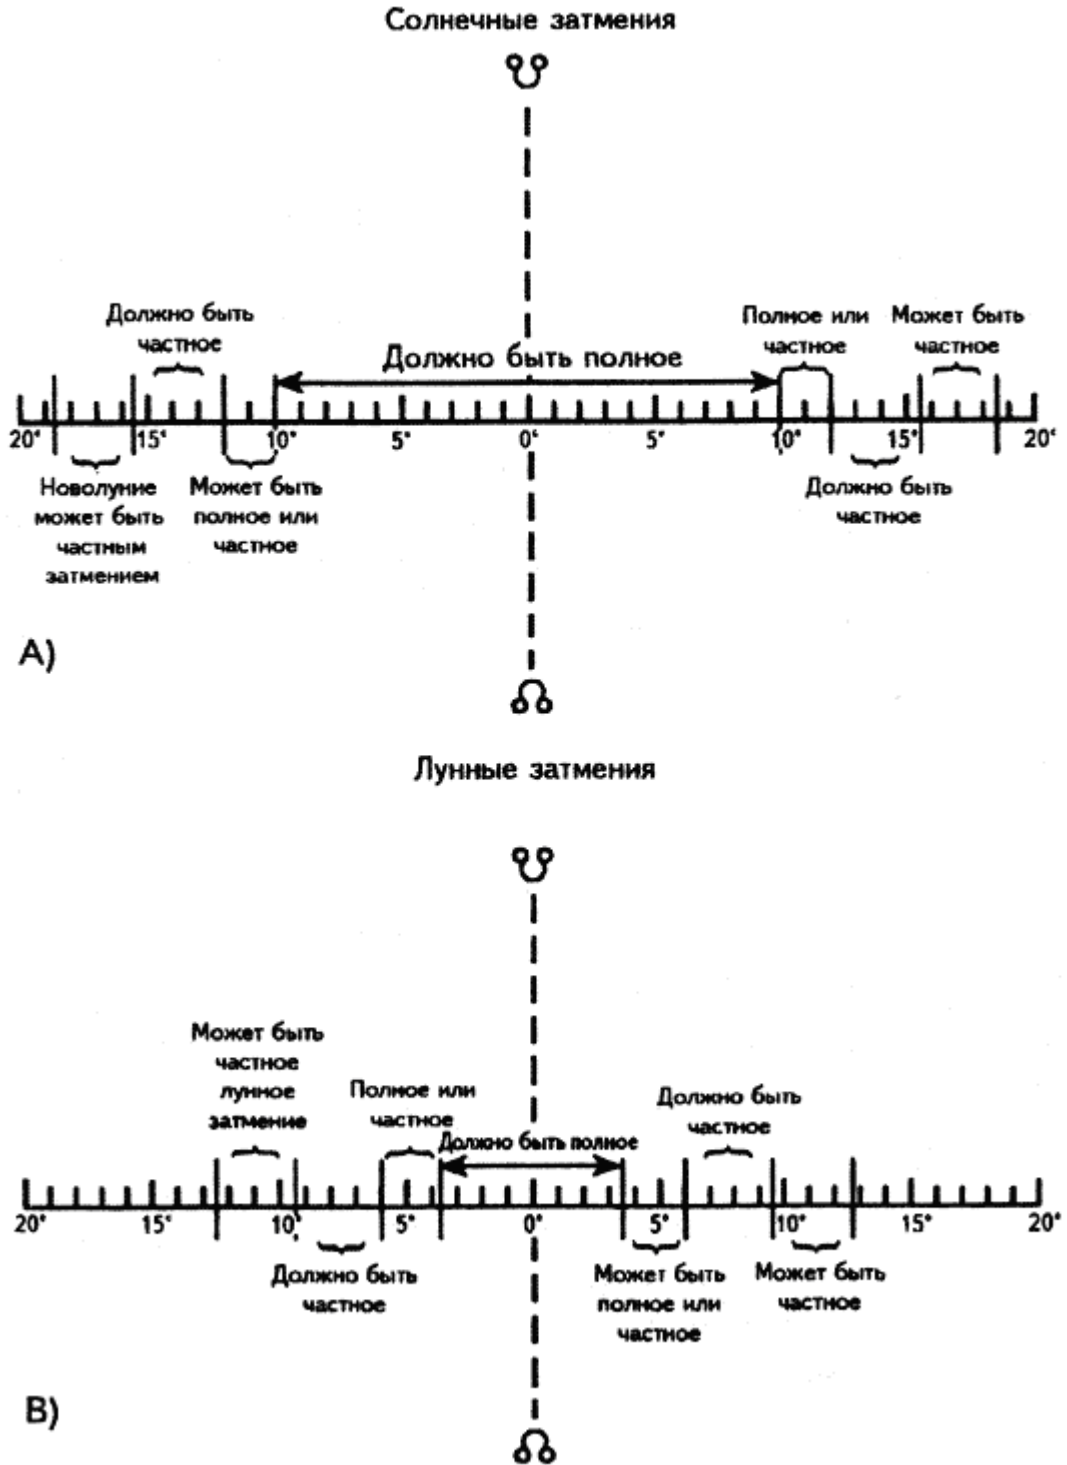 Солнечные затмения
Должно быть
частное
Должно быть полное
Полное или
частное
Может быть
частное
20° 15° 10° 5° 0° 5° 10° 15° 20°
Новолуние
может быть
частным
затмением
Может быть
полное или
частное
Должно быть
частное
А)
Лунные затмения
Может быть
частное
лунное
затмение
Полное или
частное
Должно быть полное
Должно быть
частное
20° 15° 10° 5° 0° 5° 10° 15° 20°
Должно быть
частное
Может быть
полное или
частное
Может быть
частное
В)